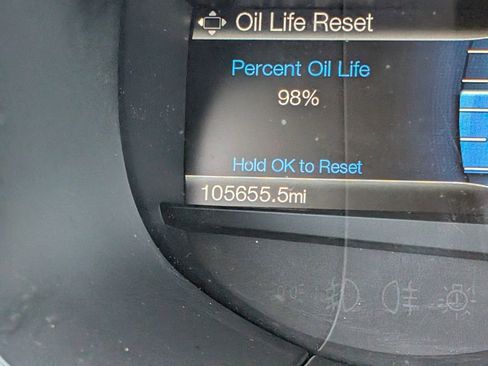 Oil Life Reset
Percent Oil Life
98%
Hold OK to Reset
105655.5mi